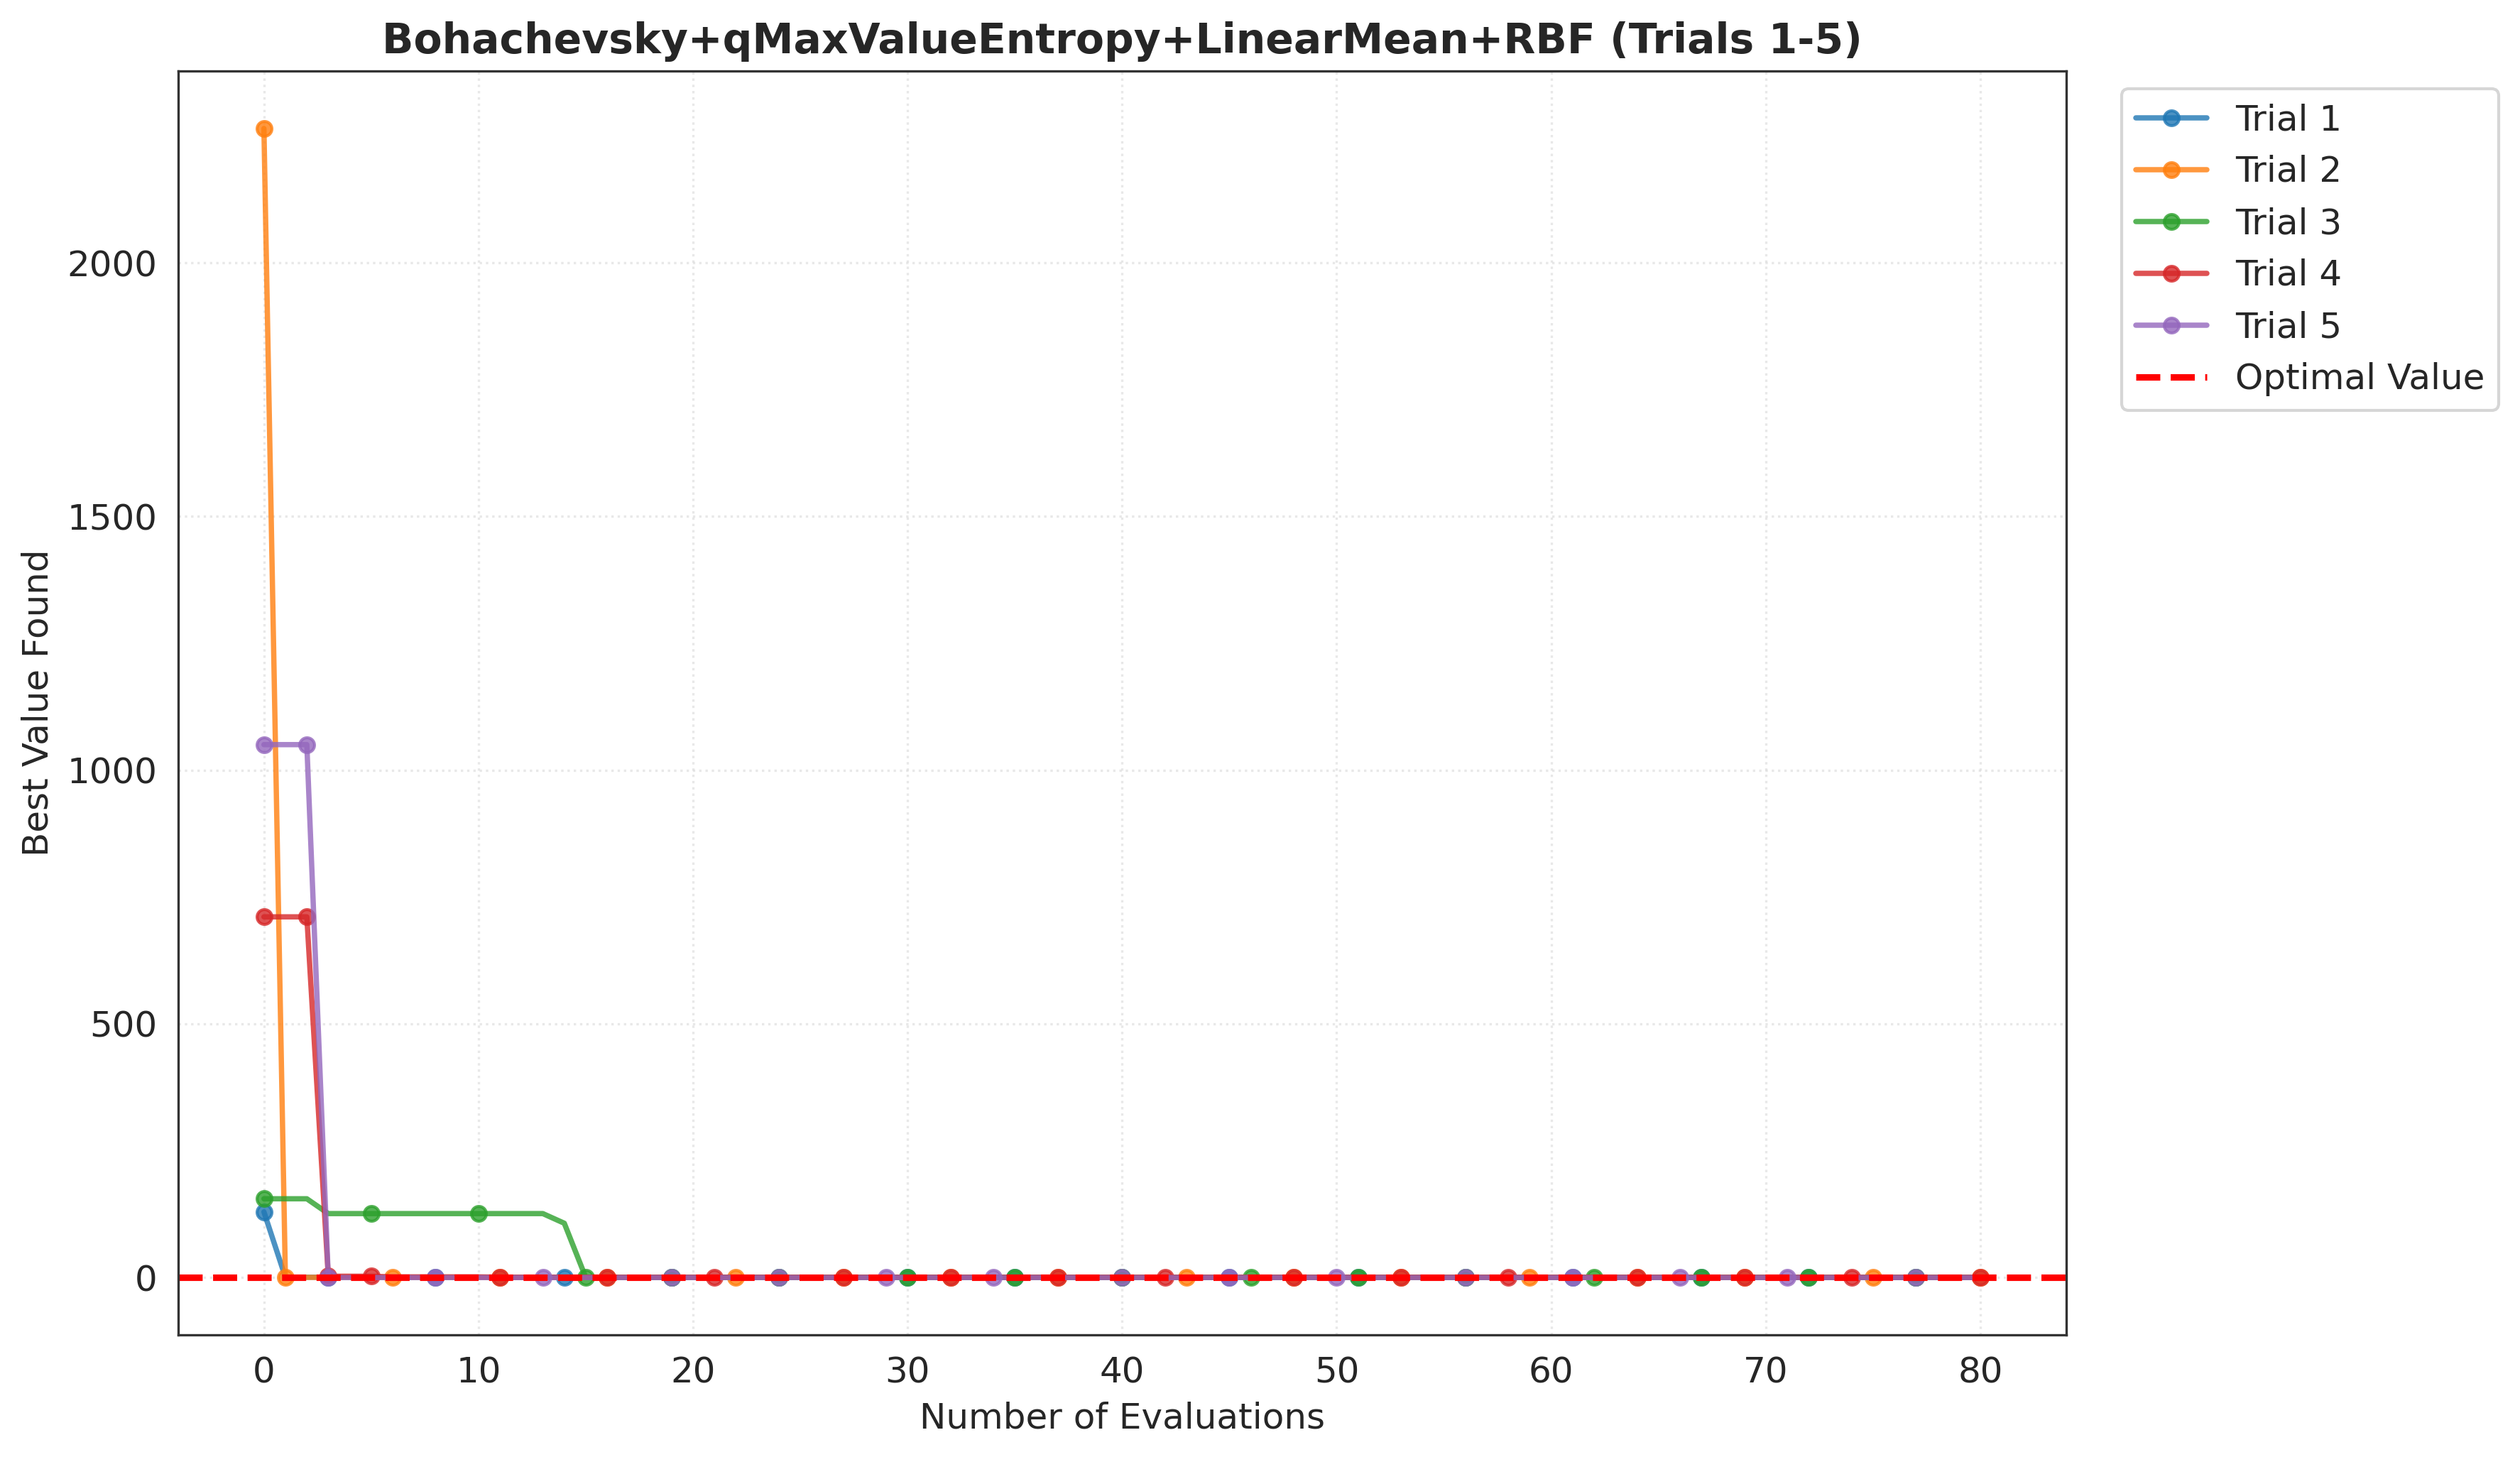 Bohachevsky+qMaxValueEntropy+LinearMean+RBF (Trials 1-5)
Trial 1
Trial 2
Trial 3
Trial 4
Trial 5
Optimal Value
Best Value Found
2000
1500
1000
500
0
0 10 20 30 40 50 60 70 80
Number of Evaluations